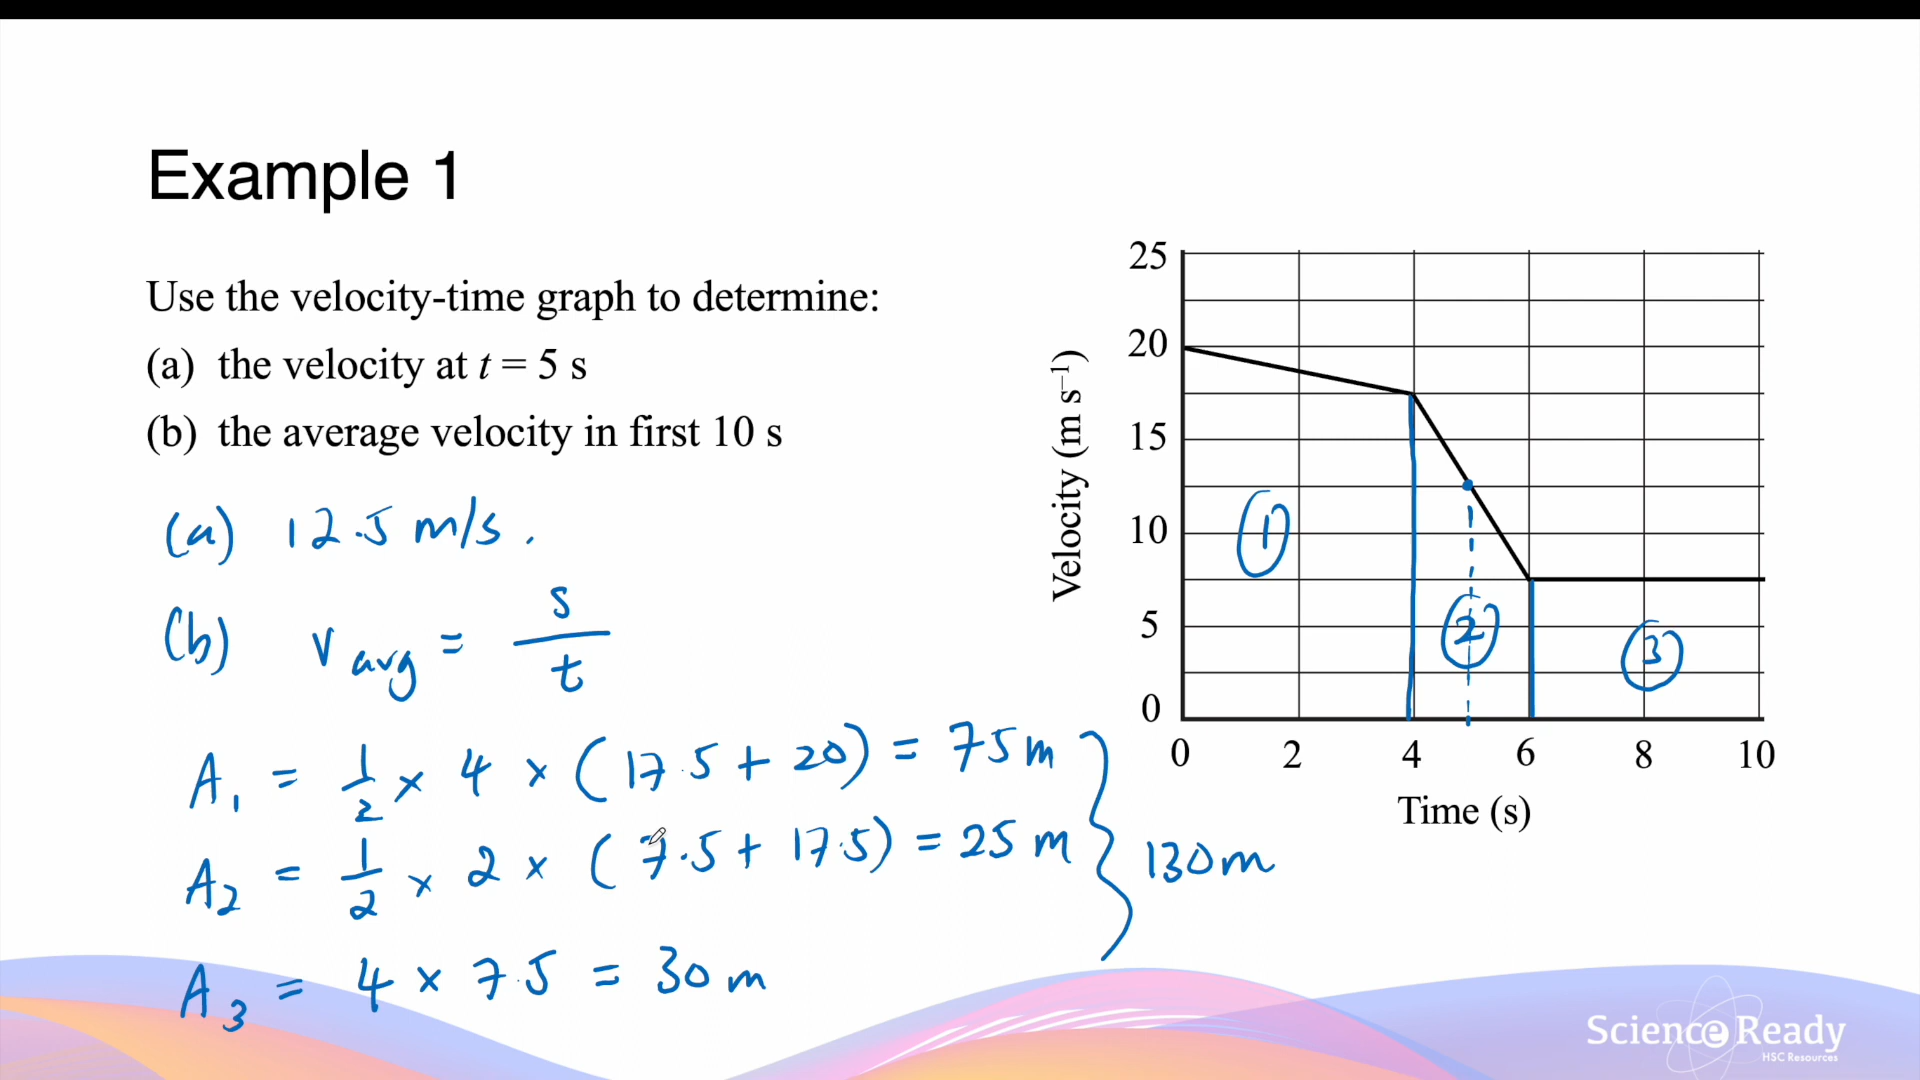 Example 1
Use the velocity-time graph to determine:
(a) the velocity at t = 5 s
(b) the average velocity in first 10 s
(a) 12.5 m/s.
(b) v avg = s/t
A1 = 1/2 × 4 × (17.5 + 20) = 75 m
A2 = 1/2 × 2 × (7.5 + 17.5) = 25 m
A3 = 4 × 7.5 = 30 m
130 m
Velocity (m s⁻¹)
25
20
15
10
5
0
1
2
3
0 2 4 6 8 10
Time (s)
Science Ready
HSC Resources